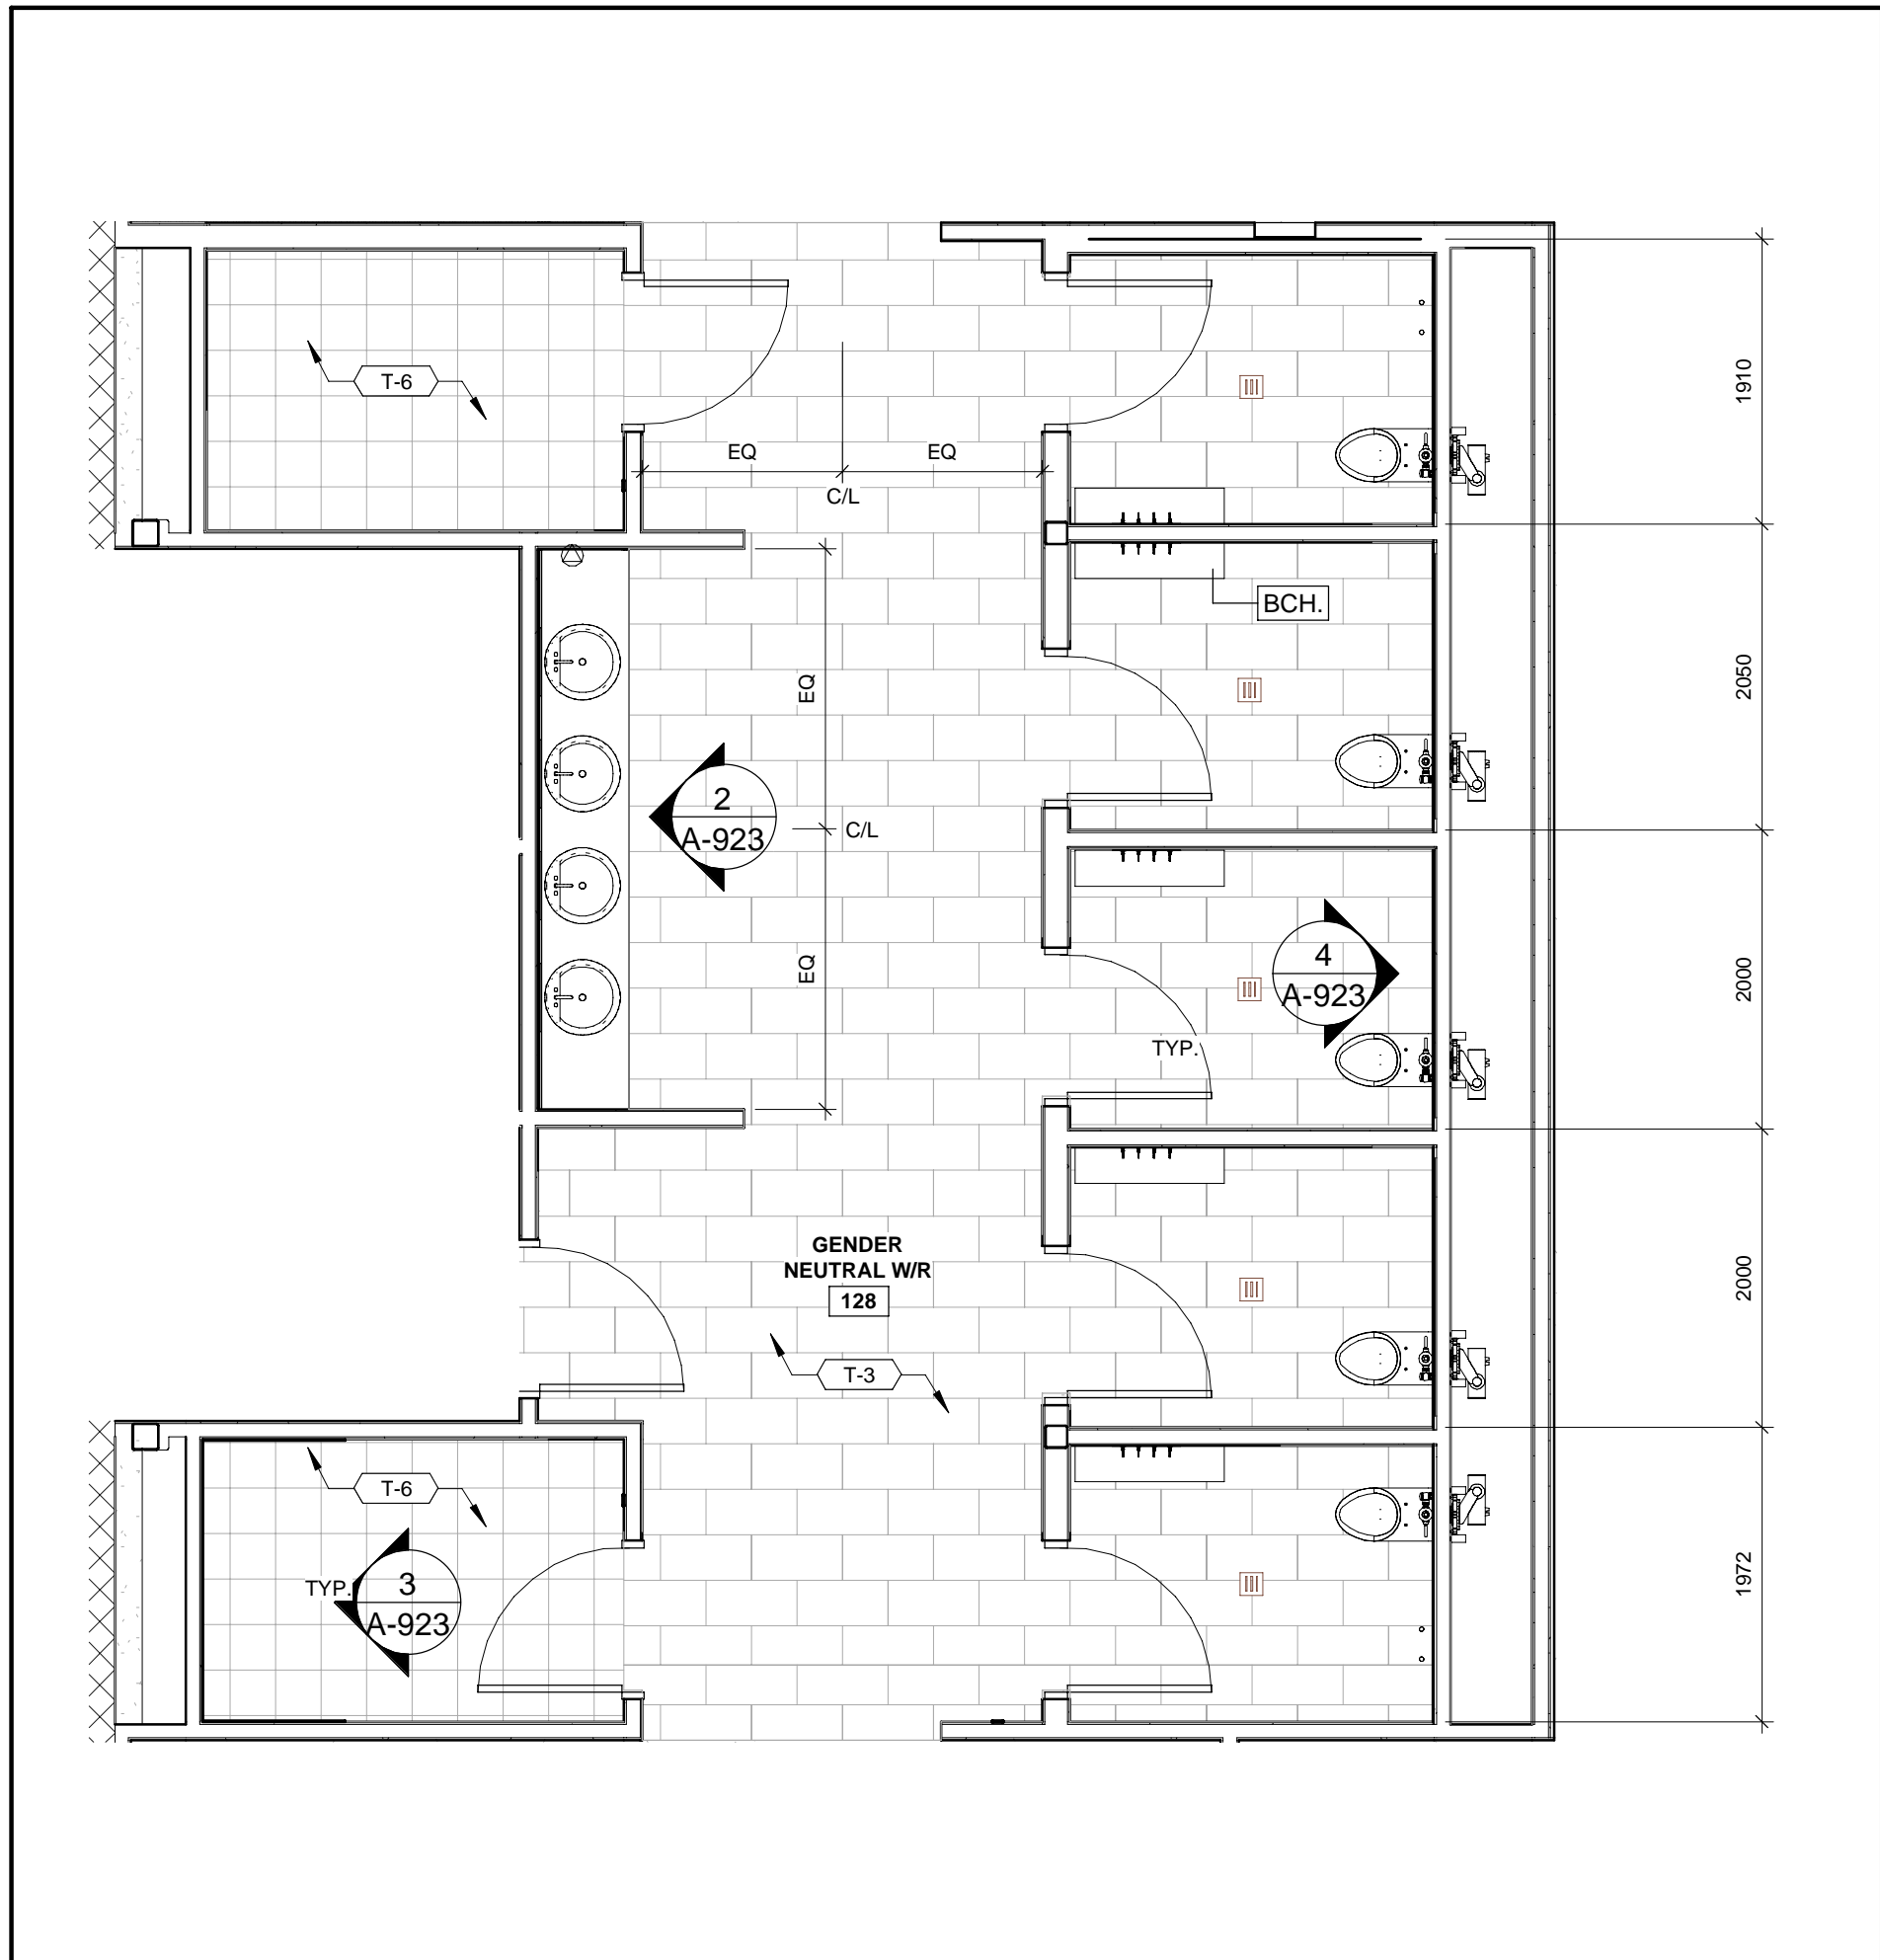 1910
T-6
EQ
EQ
C/L
BCH.
2050
EQ
2
A-923
C/L
4
A-923
2000
EQ
TYP.
GENDER
NEUTRAL W/R
128
2000
T-3
T-6
TYP.
3
A-923
1972